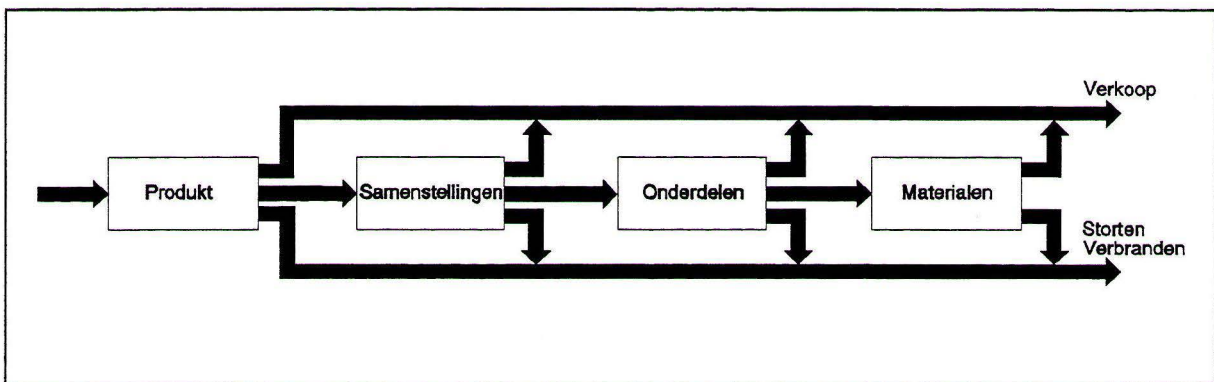 Verkoop
Produkt
Samenstellingen
Onderdelen
Materialen
Storten
Verbranden